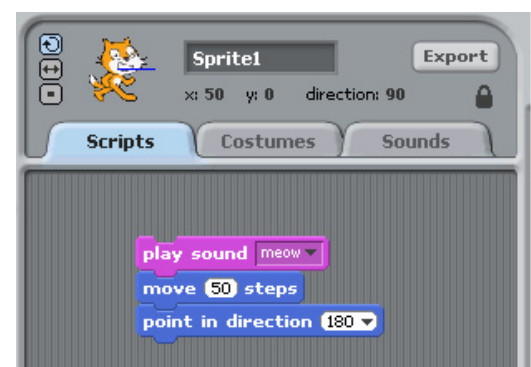 Sprite1
Export
x: 50 y: 0 direction: 90
Scripts Costumes Sounds
play sound meow
move 50 steps
point in direction 180